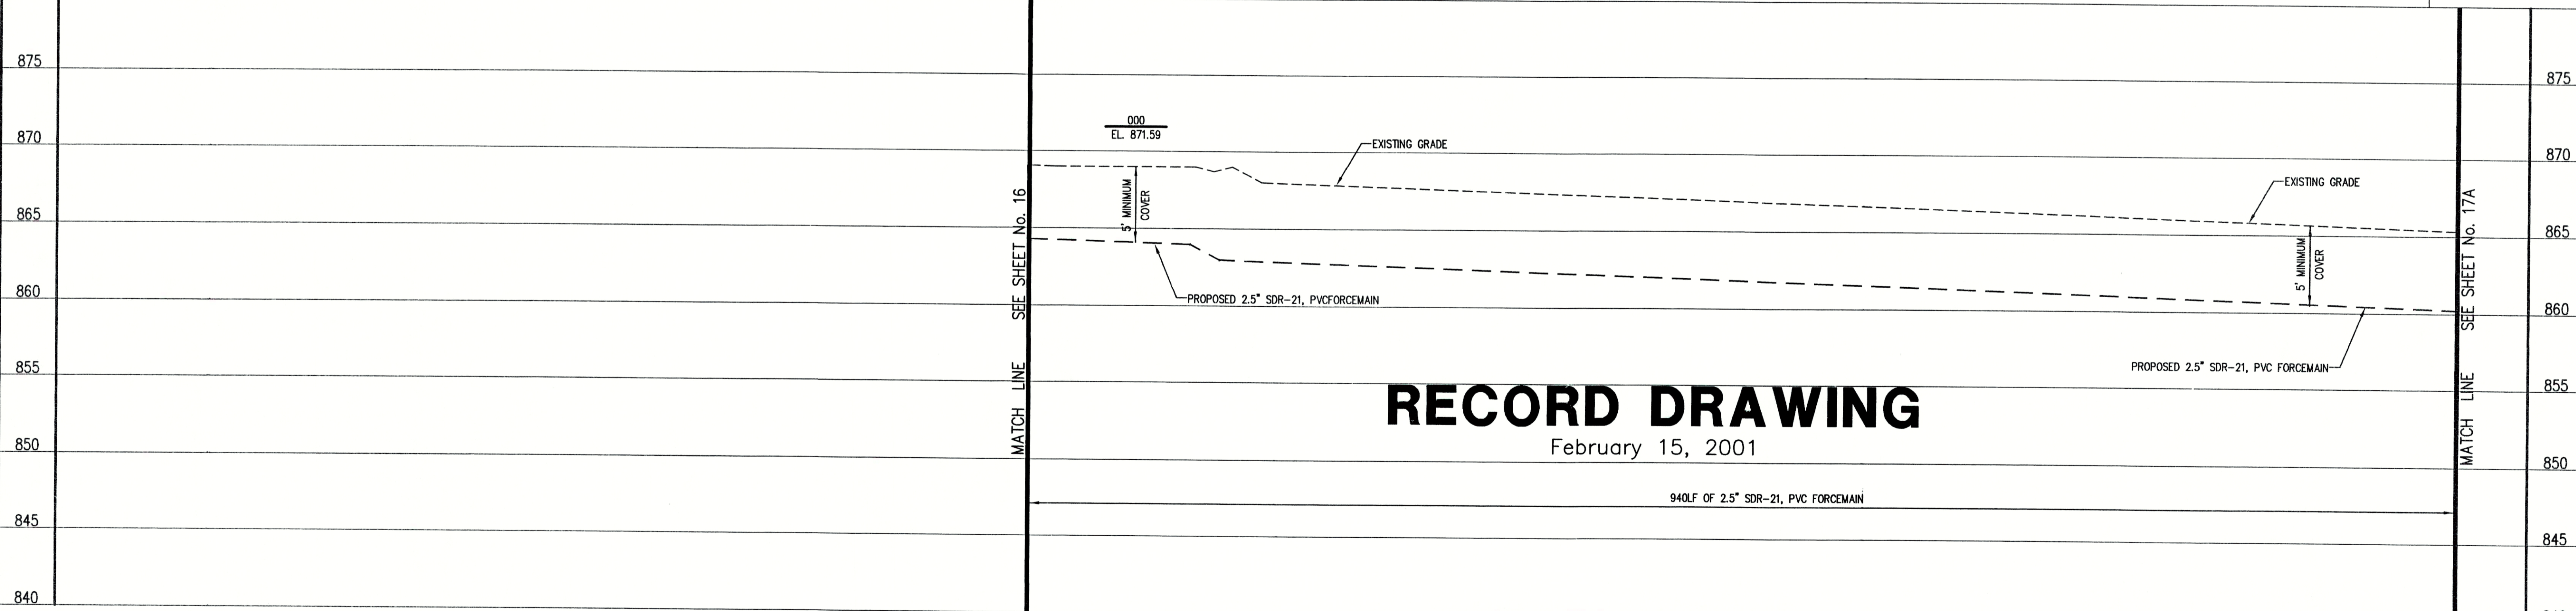 875
870
865
860
855
850
845
840
MATCH LINE SEE SHEET No. 16
000
EL. 871.59
5' MINIMUM
COVER
EXISTING GRADE
PROPOSED 2.5" SDR-21, PVCFORCEMAIN
EXISTING GRADE
5' MINIMUM
COVER
PROPOSED 2.5" SDR-21, PVC FORCEMAIN
RECORD DRAWING
February 15, 2001
940LF OF 2.5" SDR-21, PVC FORCEMAIN
MATCH LINE SEE SHEET No. 17A
875
870
865
860
855
850
845